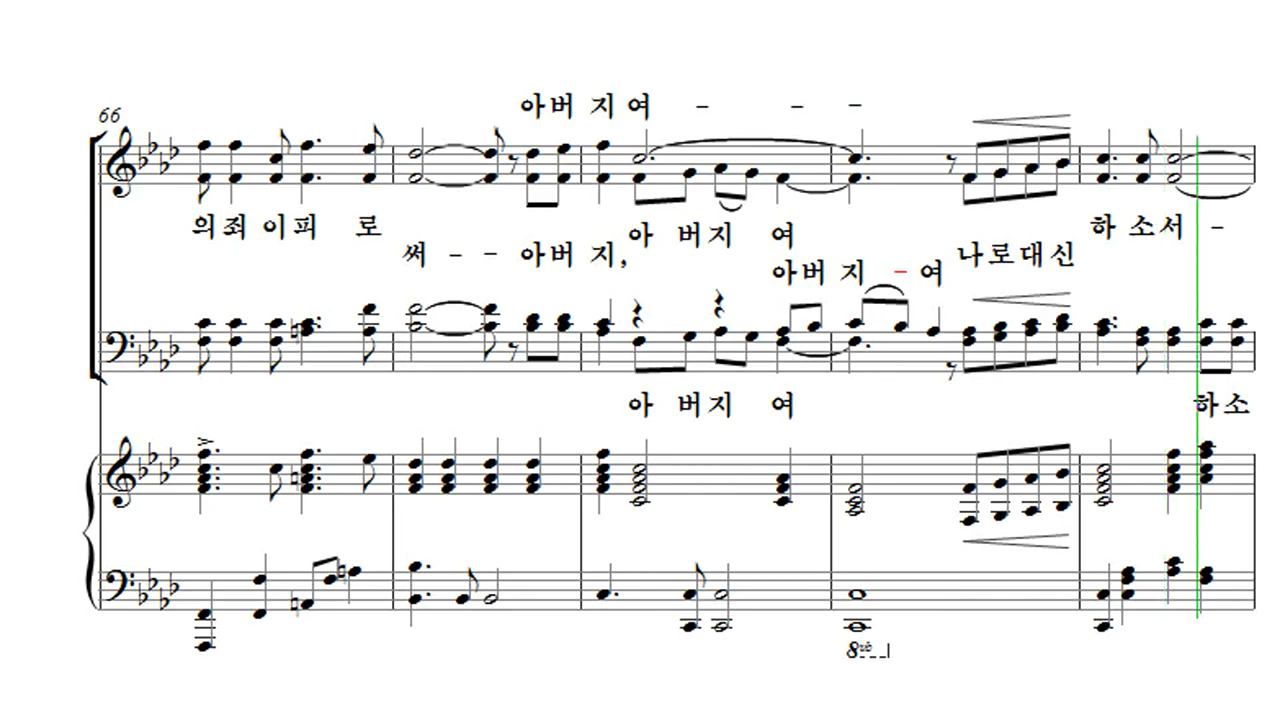 아버 지 여 - - -
66
의 죄 이 피 로
아 버 지 여
하 소 서 -
써 - - 아버 지,
나로대신
아버 지 - 여
아 버 지 여
하 소
8vb